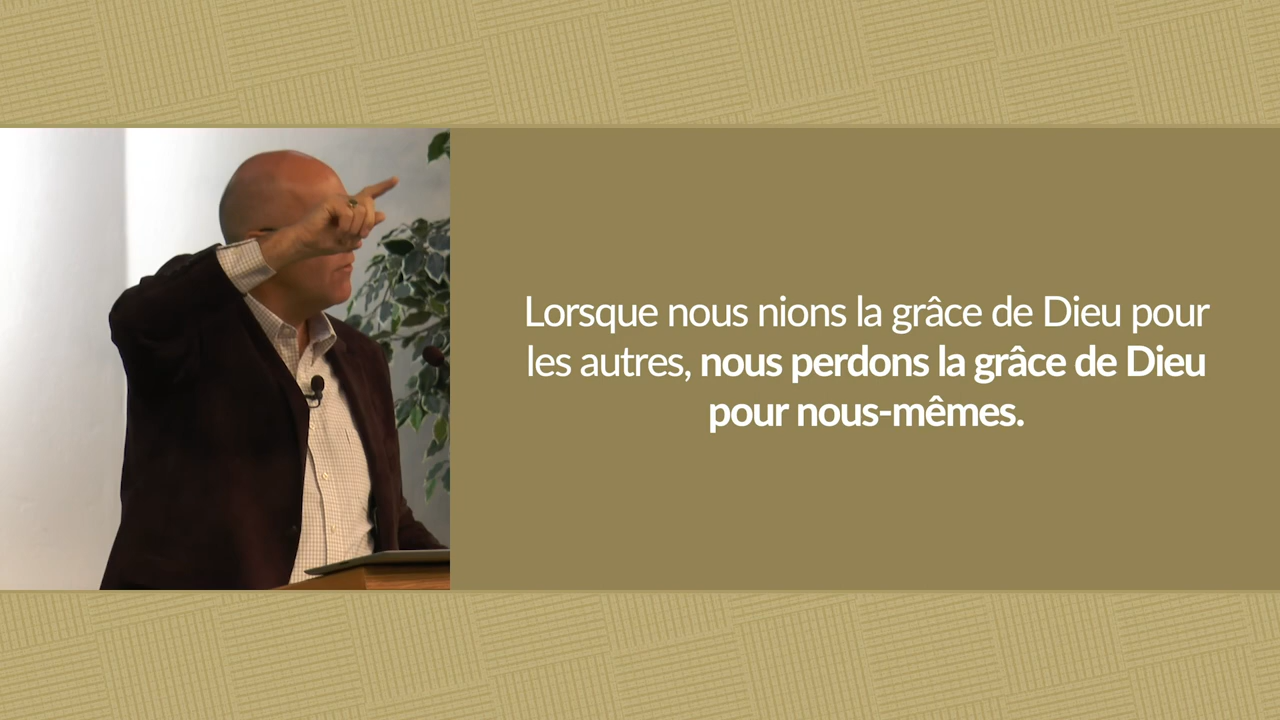 Lorsque nous nions la grâce de Dieu pour
les autres, nous perdons la grâce de Dieu
pour nous-mêmes.